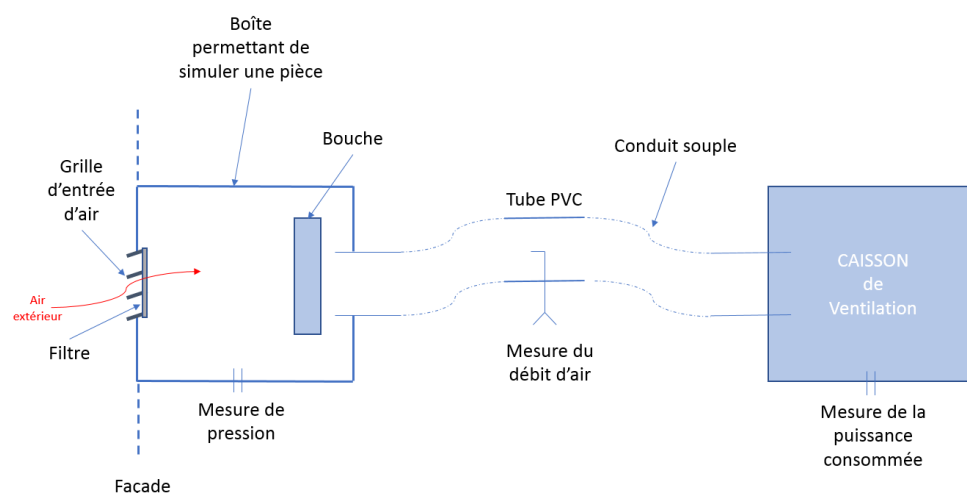 Boîte
permettant de
simuler une pièce
Bouche
Conduit souple
Grille
d'entrée
d'air
Tube PVC
Air
extérieur
CAISSON
de
Ventilation
Filtre
Mesure du
débit d'air
Mesure de
pression
Mesure de la
puissance
consommée
Façade